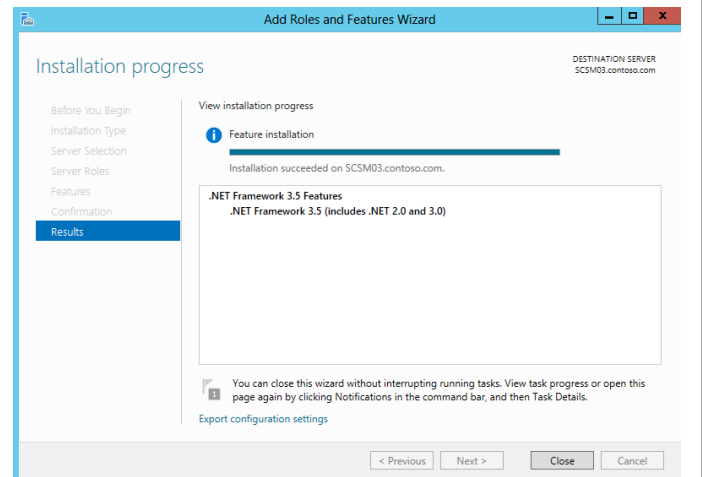 Add Roles and Features Wizard
Installation progress
DESTINATION SERVER
SCSM03.contoso.com
Before You Begin
Installation Type
Server Selection
Server Roles
Features
Confirmation
Results
View installation progress
Feature installation
Installation succeeded on SCSM03.contoso.com.
.NET Framework 3.5 Features
.NET Framework 3.5 (includes .NET 2.0 and 3.0)
1
You can close this wizard without interrupting running tasks. View task progress or open this
page again by clicking Notifications in the command bar, and then Task Details.
Export configuration settings
< Previous
Next >
Close
Cancel